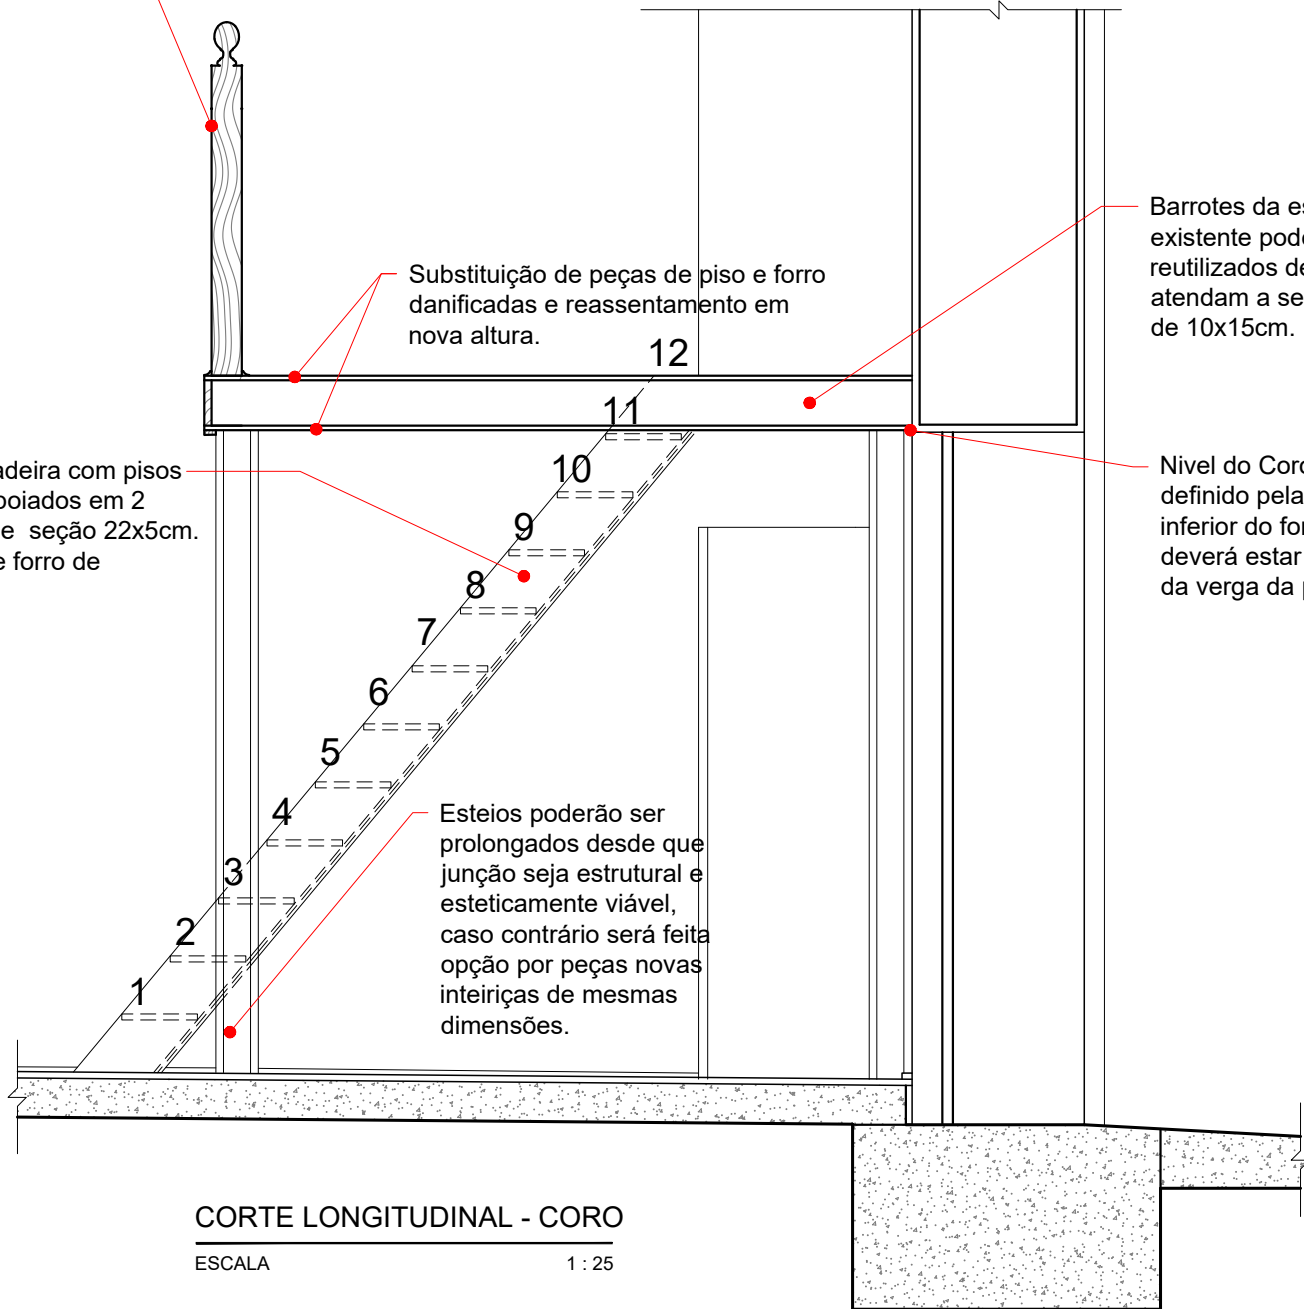 Barrotes da es
existente pod
reutilizados de
atendam a se
de 10x15cm.
Substituição de peças de piso e forro
danificadas e reassentamento em
nova altura.
12
11
10
9
8
7
6
5
4
3
2
1
adeira com pisos
poiados em 2
e seção 22x5cm.
e forro de
Nivel do Coro
definido pela
inferior do for
deverá estar
da verga da p
Esteios poderão ser
prolongados desde que
junção seja estrutural e
esteticamente viável,
caso contrário será feita
opção por peças novas
inteiriças de mesmas
dimensões.
CORTE LONGITUDINAL - CORO
ESCALA 1 : 25